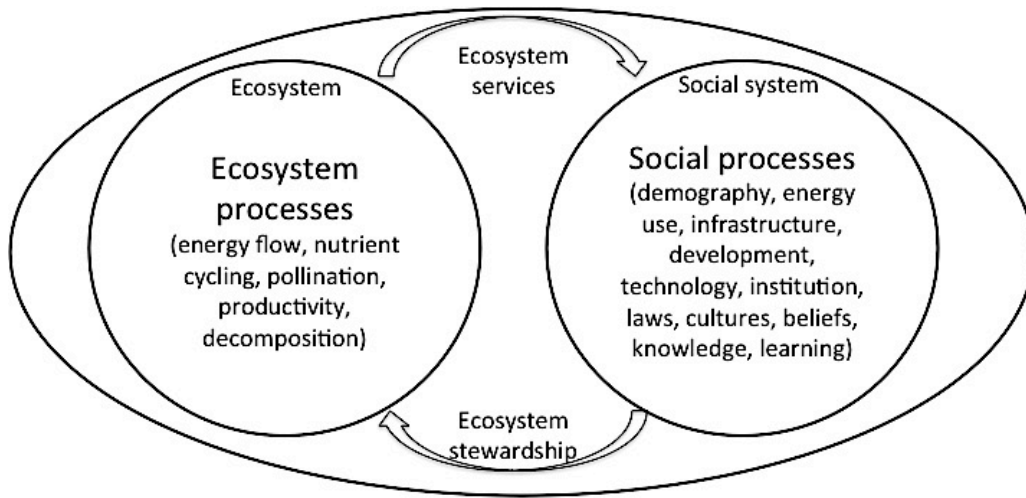 Ecosystem
services
Ecosystem
Ecosystem
processes
(energy flow, nutrient
cycling, pollination,
productivity,
decomposition)
Social system
Social processes
(demography, energy
use, infrastructure,
development,
technology, institution,
laws, cultures, beliefs,
knowledge, learning)
Ecosystem
stewardship